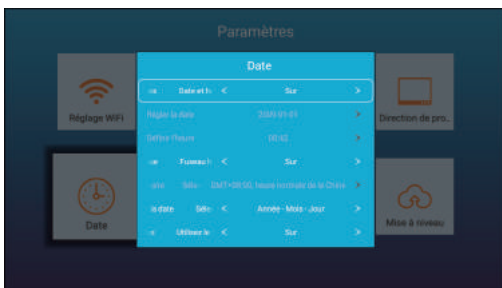 Paramètres
Réglage WiFi
Direction de pro..
Date
Mise à niveau
Date
Date et h < Sur >
Régler la date 2009-01-01 >
Définir l'heure 08:42 >
Fuseau h < Sur >
Séle GMT+08:00, heure normale de la Chine >
la date Séle < Année - Mois - Jour >
Utilisez le < Sur >